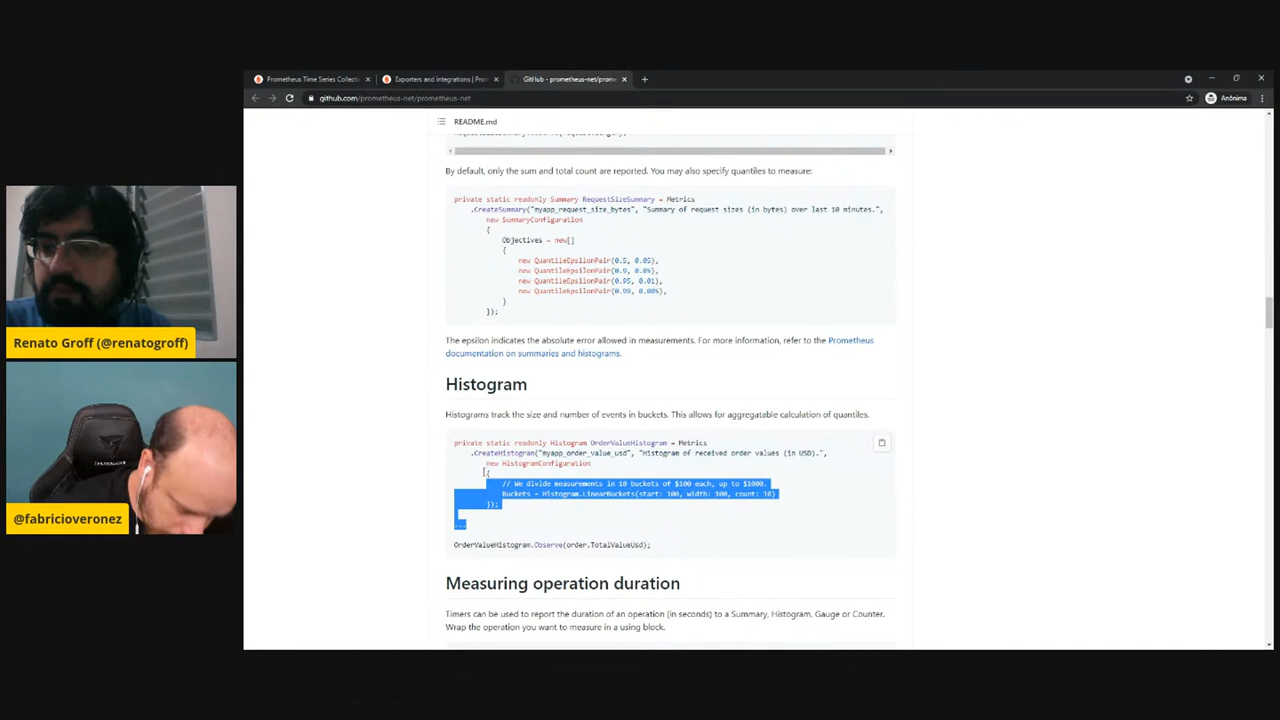 Prometheus Time Series Collecti
Exporters and integrations | Pro
GitHub - prometheus-net/prome
github.com/prometheus-net/prometheus-net
Anônima
README.md
By default, only the sum and total count are reported. You may also specify quantiles to measure:
private static readonly Summary RequestSizeSummary = Metrics
.CreateSummary("myapp_request_size_bytes", "Summary of request sizes (in bytes) over last 10 minutes.",
new SummaryConfiguration
{
Objectives = new[]
{
new QuantileEpsilonPair(0.5, 0.05),
new QuantileEpsilonPair(0.9, 0.05),
new QuantileEpsilonPair(0.95, 0.01),
new QuantileEpsilonPair(0.99, 0.005),
}
});
The epsilon indicates the absolute error allowed in measurements. For more information, refer to the Prometheus
documentation on summaries and histograms.
Histogram
Histograms track the size and number of events in buckets. This allows for aggregatable calculation of quantiles.
private static readonly Histogram OrderValueHistogram = Metrics
.CreateHistogram("myapp_order_value_usd", "Histogram of received order values (in USD).",
new HistogramConfiguration
{
// We divide measurements in 10 buckets of $100 each, up to $1000.
Buckets = Histogram.LinearBuckets(start: 100, width: 100, count: 10)
});
...
OrderValueHistogram.Observe(order.TotalValueUsd);
Measuring operation duration
Timers can be used to report the duration of an operation (in seconds) to a Summary, Histogram, Gauge or Counter.
Wrap the operation you want to measure in a using block.
Renato Groff (@renatogroff)
@fabricioveronez